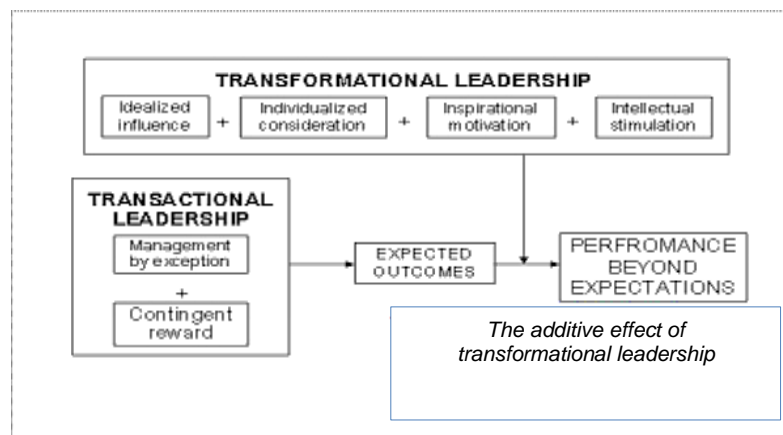 TRANSFORMATIONAL LEADERSHIP
Idealized
influence
+
Individualized
consideration
+
Inspirational
motivation
+
Intellectual
stimulation
TRANSACTIONAL
LEADERSHIP
Management
by exception
+
Contingent
reward
EXPECTED
OUTCOMES
PERFROMANCE
BEYOND
EXPECTATIONS
The additive effect of
transformational leadership